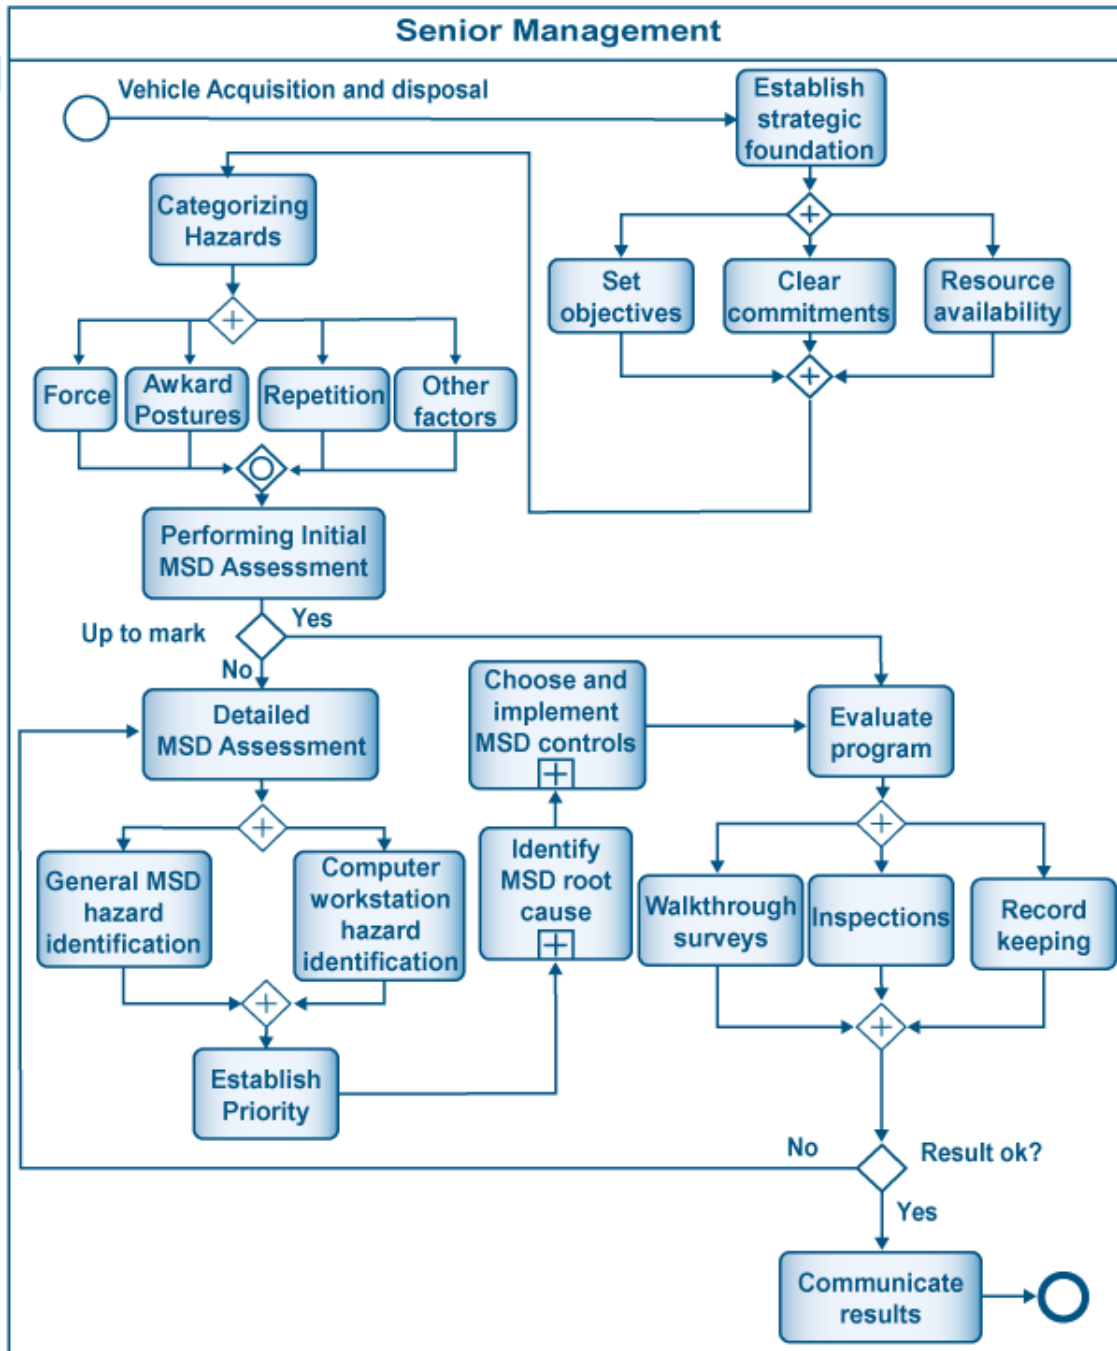 Senior Management
Vehicle Acquisition and disposal
Establish
strategic
foundation
Categorizing
Hazards
Set
objectives
Clear
commitments
Resource
availability
Force
Awkard
Postures
Repetition
Other
factors
Performing Initial
MSD Assessment
Up to mark
Yes
No
Detailed
MSD Assessment
Choose and
implement
MSD controls
Evaluate
program
General MSD
hazard
identification
Computer
workstation
hazard
identification
Identify
MSD root
cause
Walkthrough
surveys
Inspections
Record
keeping
Establish
Priority
No
Result ok?
Yes
Communicate
results